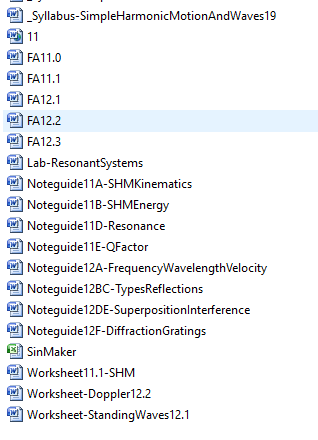 _Syllabus-SimpleHarmonicMotionAndWaves19
11
FA11.0
FA11.1
FA12.1
FA12.2
FA12.3
Lab-ResonantSystems
Noteguide11A-SHMKinematics
Noteguide11B-SHMEnergy
Noteguide11D-Resonance
Noteguide11E-QFactor
Noteguide12A-FrequencyWavelengthVelocity
Noteguide12BC-TypesReflections
Noteguide12DE-SuperpositionInterference
Noteguide12F-DiffractionGratings
SinMaker
Worksheet11.1-SHM
Worksheet-Doppler12.2
Worksheet-StandingWaves12.1